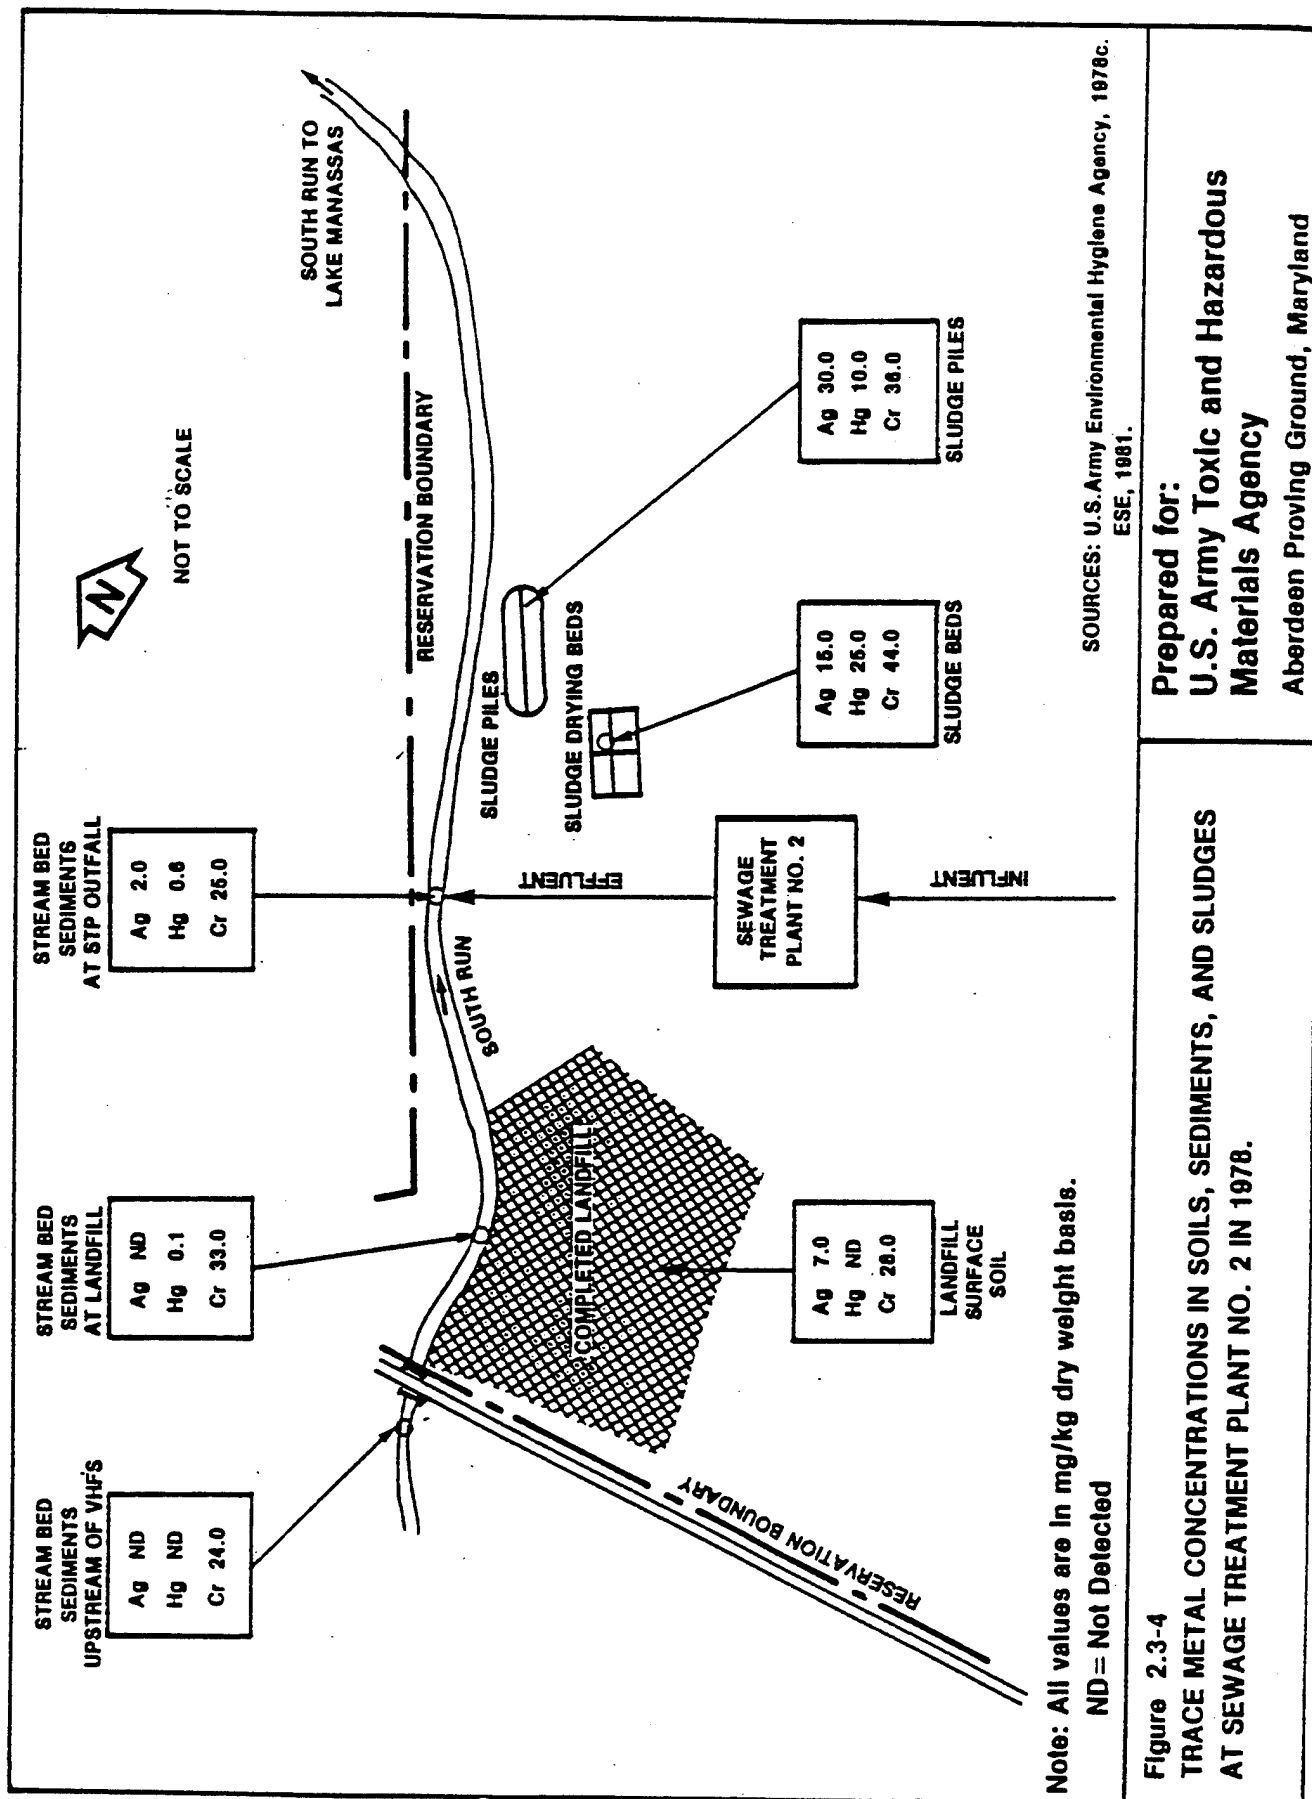 STREAM BED
SEDIMENTS
UPSTREAM OF VHFS
Ag ND
Hg ND
Cr 24.0
STREAM BED
SEDIMENTS
AT LANDFILL
Ag ND
Hg 0.1
Cr 33.0
STREAM BED
SEDIMENTS
AT STP OUTFALL
Ag 2.0
Hg 0.6
Cr 25.0
N
NOT TO SCALE
SOUTH RUN TO
LAKE MANASSAS
RESERVATION BOUNDARY
SOUTH RUN
COMPLETED LANDFILL
RESERVATION BOUNDARY
EFFLUENT
SEWAGE
TREATMENT
PLANT NO. 2
INFLUENT
SLUDGE PILES
SLUDGE DRYING BEDS
Ag 7.0
Hg ND
Cr 28.0
LANDFILL
SURFACE
SOIL
Ag 15.0
Hg 25.0
Cr 44.0
SLUDGE BEDS
Ag 30.0
Hg 10.0
Cr 36.0
SLUDGE PILES
Note: All values are in mg/kg dry weight basis.
ND = Not Detected
SOURCES: U.S. Army Environmental Hygiene Agency, 1978c.
ESE, 1981.
Figure 2.3-4
TRACE METAL CONCENTRATIONS IN SOILS, SEDIMENTS, AND SLUDGES
AT SEWAGE TREATMENT PLANT NO. 2 IN 1978.
Prepared for:
U.S. Army Toxic and Hazardous
Materials Agency
Aberdeen Proving Ground, Maryland